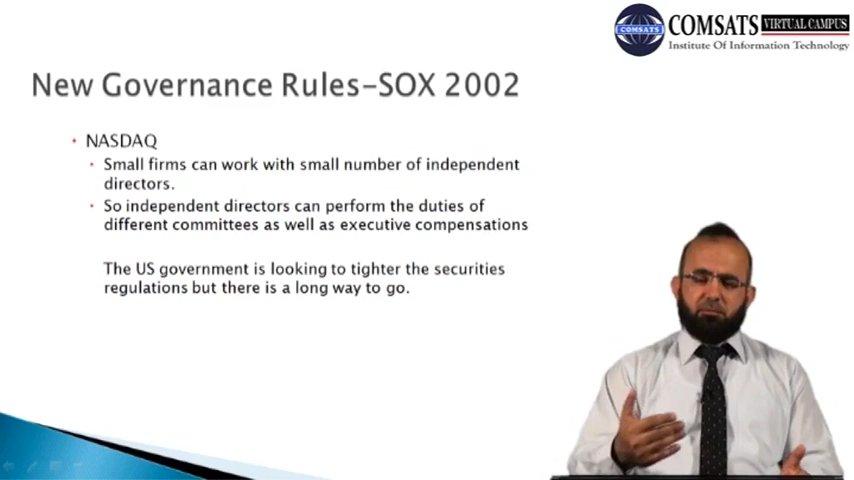 COMSATS VIRTUAL CAMPUS
Institute Of Information Technology
COMSATS
New Governance Rules-SOX 2002
NASDAQ
Small firms can work with small number of independent
directors.
So independent directors can perform the duties of
different committees as well as executive compensations
The US government is looking to tighter the securities
regulations but there is a long way to go.